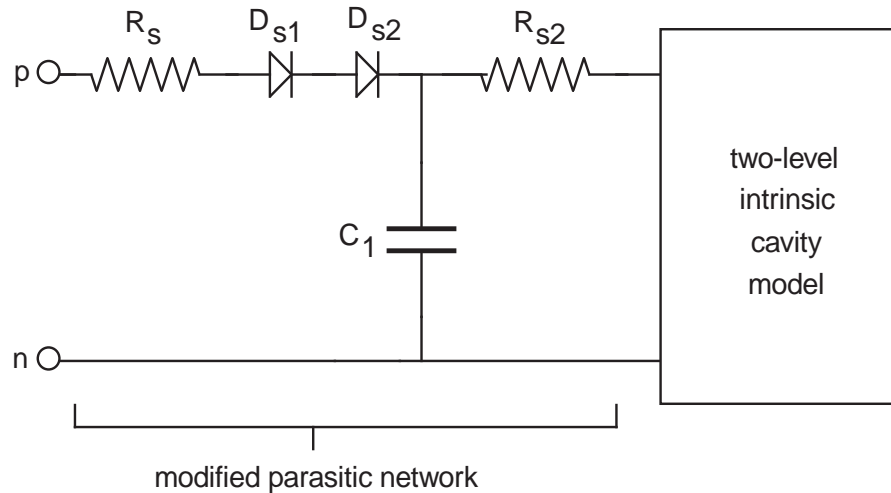 R_s
D_s1
D_s2
R_s2
p
two-level
intrinsic
cavity
model
C_1
n
modified parasitic network